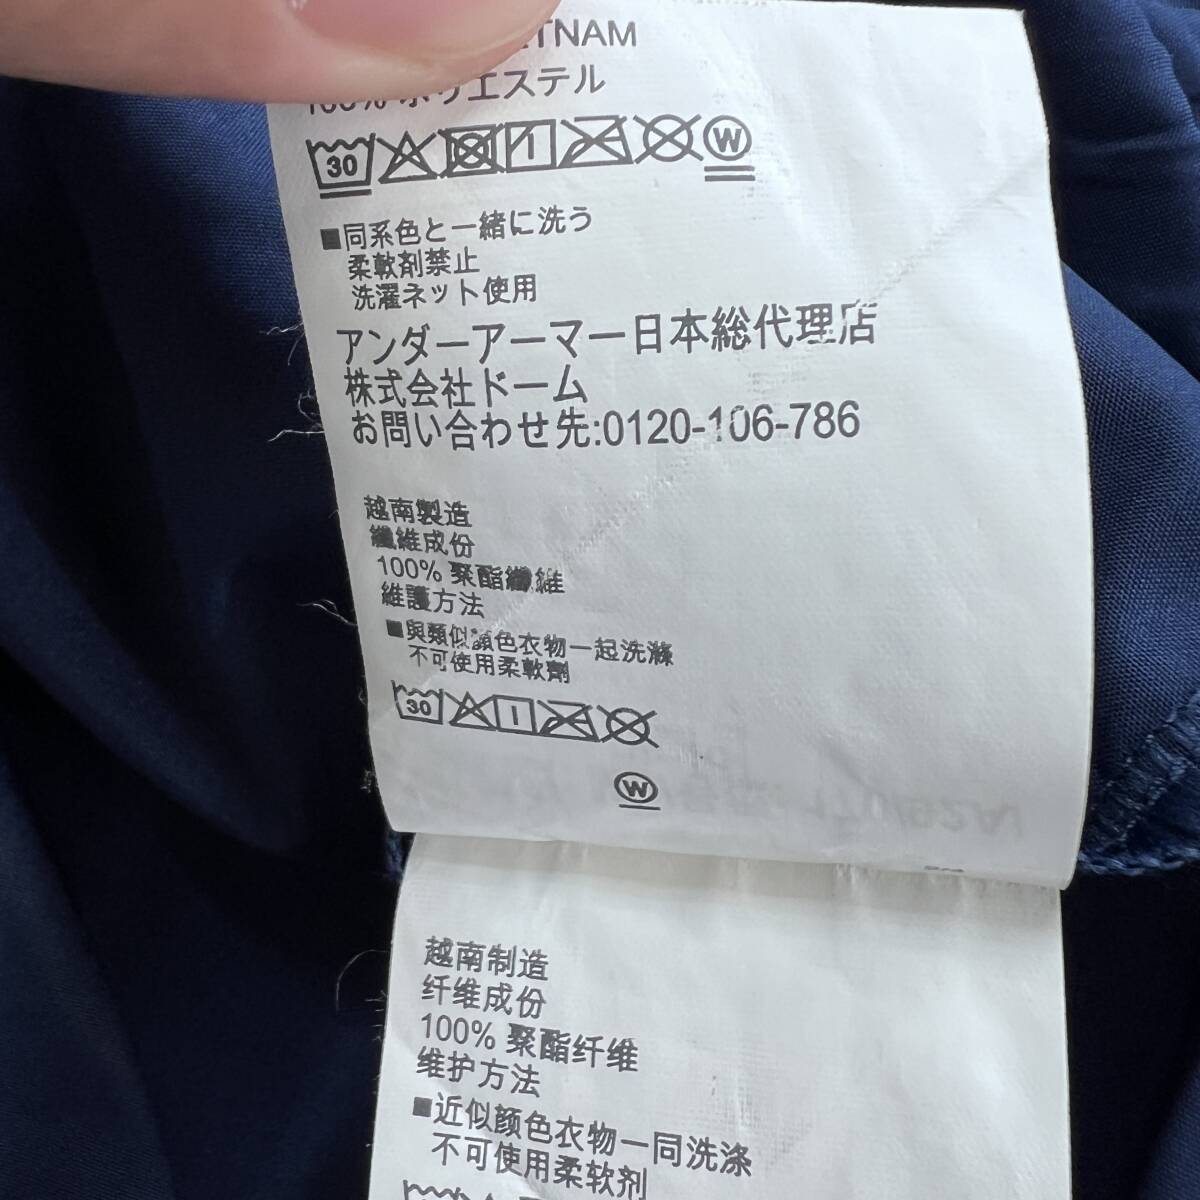 100% ポリエステル
30
W
■同系色と一緒に洗う
柔軟剤禁止
洗濯ネット使用
アンダーアーマー日本総代理店
株式会社ドーム
お問い合わせ先:0120-106-786
越南製造
纖維成份
100% 聚酯纖維
維護方法
■與類似顏色衣物一起洗滌
不可使用柔軟劑
30
W
越南制造
纤维成份
100% 聚酯纤维
维护方法
■近似颜色衣物一同洗涤
不可使用柔软剂